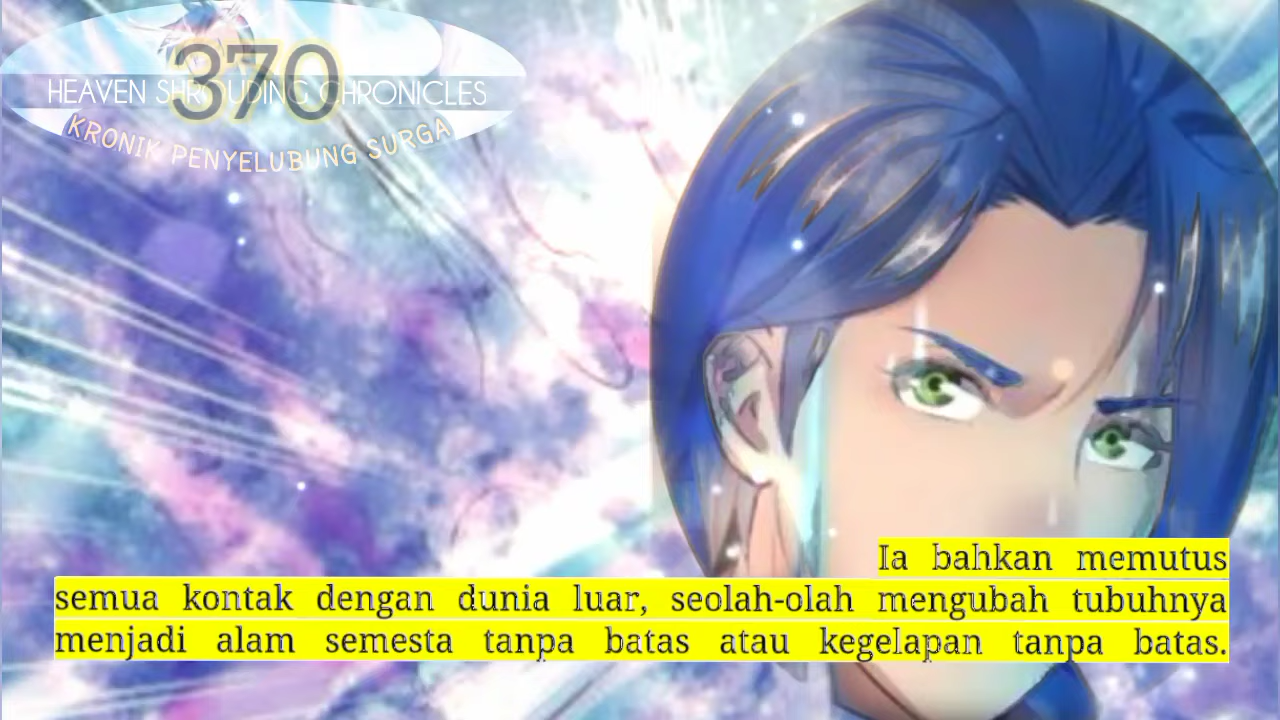 370
HEAVEN SHROUDING CHRONICLES
KRONIK PENYELUBUNG SURGA
Ia bahkan memutus
semua kontak dengan dunia luar, seolah-olah mengubah tubuhnya
menjadi alam semesta tanpa batas atau kegelapan tanpa batas.